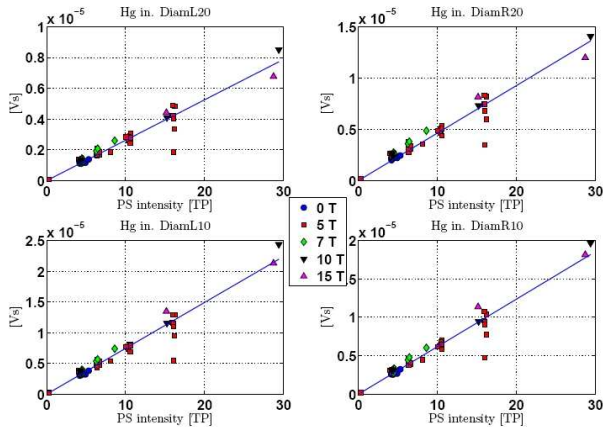 Hg in. DiamL20
1 x 10^-5
0.8
0.6
0.4
0.2
0
[Vs]
0 10 20 30
PS intensity [TP]
Hg in. DiamR20
x 10^-5
1.5
1
0.5
0
[Vs]
0 10 20 30
PS intensity [TP]
0 T
5 T
7 T
10 T
15 T
Hg in. DiamL10
2.5 x 10^-5
2
1.5
1
0.5
0
[Vs]
0 10 20 30
PS intensity [TP]
Hg in. DiamR10
2 x 10^-5
1.5
1
0.5
0
[Vs]
0 10 20 30
PS intensity [TP]